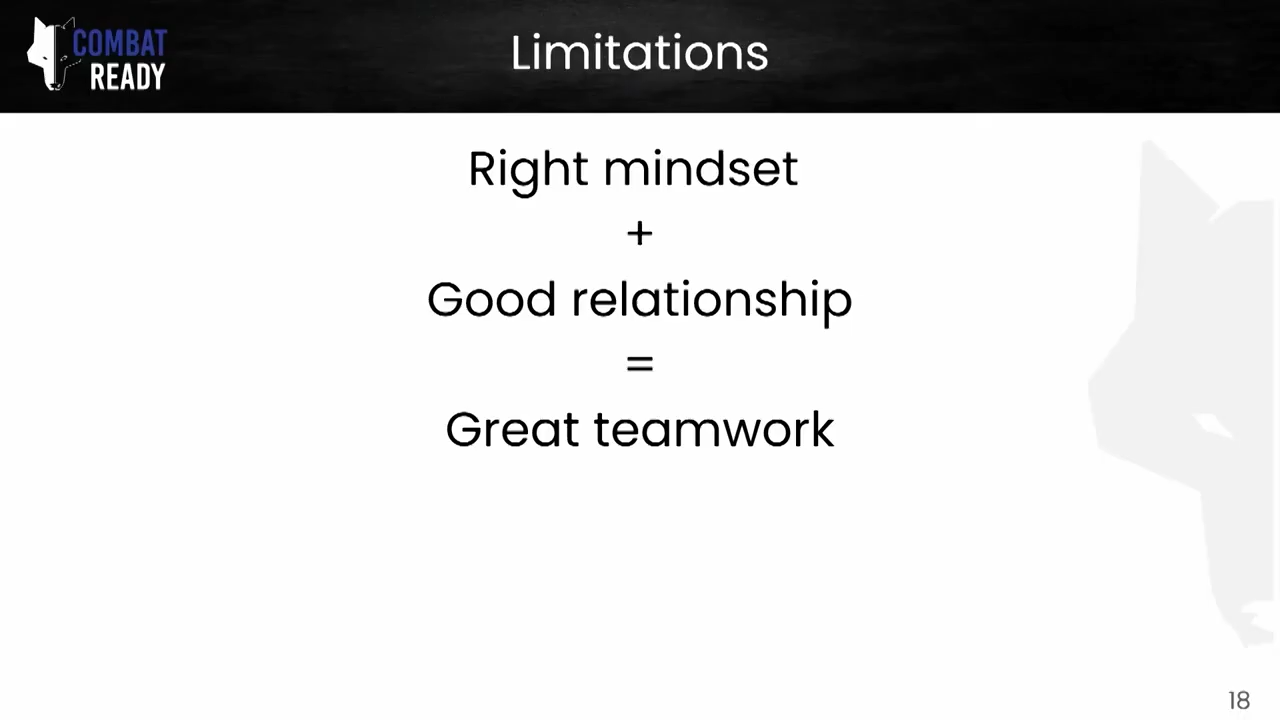 COMBAT
READY
Limitations
Right mindset
+
Good relationship
=
Great teamwork
18